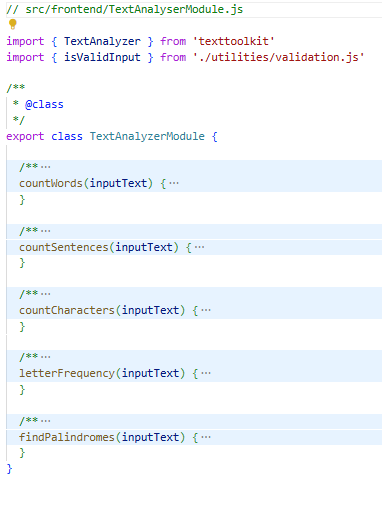 // src/frontend/TextAnalyserModule.js
import { TextAnalyzer } from 'texttoolkit'
import { isValidInput } from './utilities/validation.js'
/**
* @class
*/
export class TextAnalyzerModule {
/**···
countWords(inputText) {···
}
/**···
countSentences(inputText) {···
}
/**···
countCharacters(inputText) {···
}
/**···
letterFrequency(inputText) {···
}
/**···
findPalindromes(inputText) {···
}
}